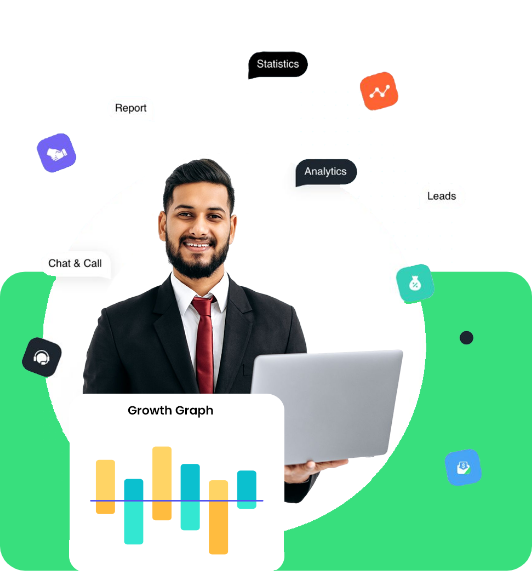 Statistics
Report
Analytics
Leads
Chat & Call
Growth Graph